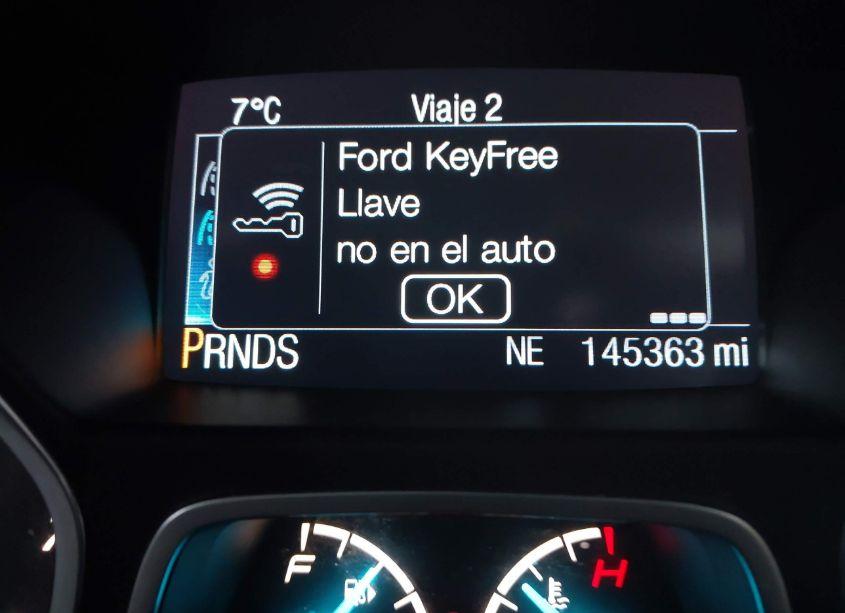 7°C Viaje 2
Ford KeyFree
Llave
no en el auto
OK
PRNDS NE 145363 mi
F H